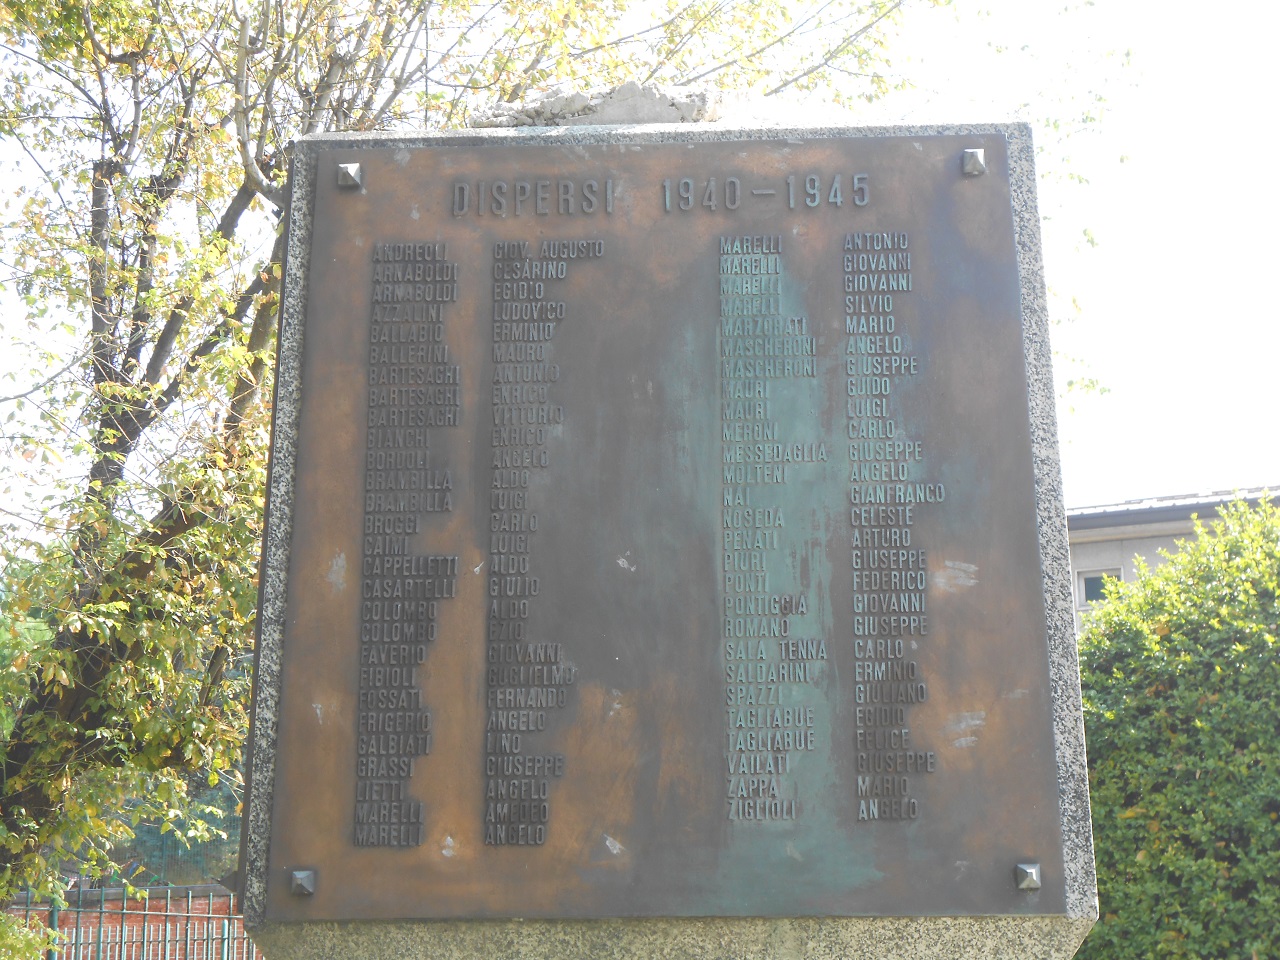 DISPERSI 1940-1945
ANDREOLI GIOV. AUGUSTO
ARNABOLDI CESARINO
ARNABOLDI EGIDIO
AZZALINI LUDOVICO
BALLABIO ERMINIO
BALLERINI MAURO
BARTESAGHI ANTONIO
BARTESAGHI ENRICO
BARTESAGHI VITTORIO
BIANCHI ENRICO
BORDOLI ANGELO
BRAMBILLA ALDO
BRAMBILLA LUIGI
BROGGI CARLO
CAIMI LUIGI
CAPPELLETTI ALDO
CASARTELLI GIULIO
COLOMBO ALDO
COLOMBO EZIO
FAVERIO GIOVANNI
FIBIOLI GUGLIELMO
FOSSATI FERNANDO
FRIGERIO ANGELO
GALBIATI LINO
GRASSI GIUSEPPE
LIETTI ANGELO
MARELLI AMEDEO
MARELLI ANGELO
MARELLI ANTONIO
MARELLI GIOVANNI
MARELLI GIOVANNI
MARELLI SILVIO
MARZORATI MARIO
MASCHERONI ANGELO
MASCHERONI GIUSEPPE
MAURI GUIDO
MAURI LUIGI
MERONI CARLO
MESSEDAGLIA GIUSEPPE
MOLTENI ANGELO
NAI GIANFRANCO
NOSEDA CELESTE
PENATI ARTURO
PIURI GIUSEPPE
PONTI FEDERICO
PONTIGGIA GIOVANNI
ROMANO GIUSEPPE
SALA TENNA CARLO
SALDARINI ERMINIO
SPAZZI GIULIANO
TAGLIABUE EGIDIO
TAGLIABUE FELICE
VAILATI GIUSEPPE
ZAPPA MARIO
ZIGLIOLI ANGELO